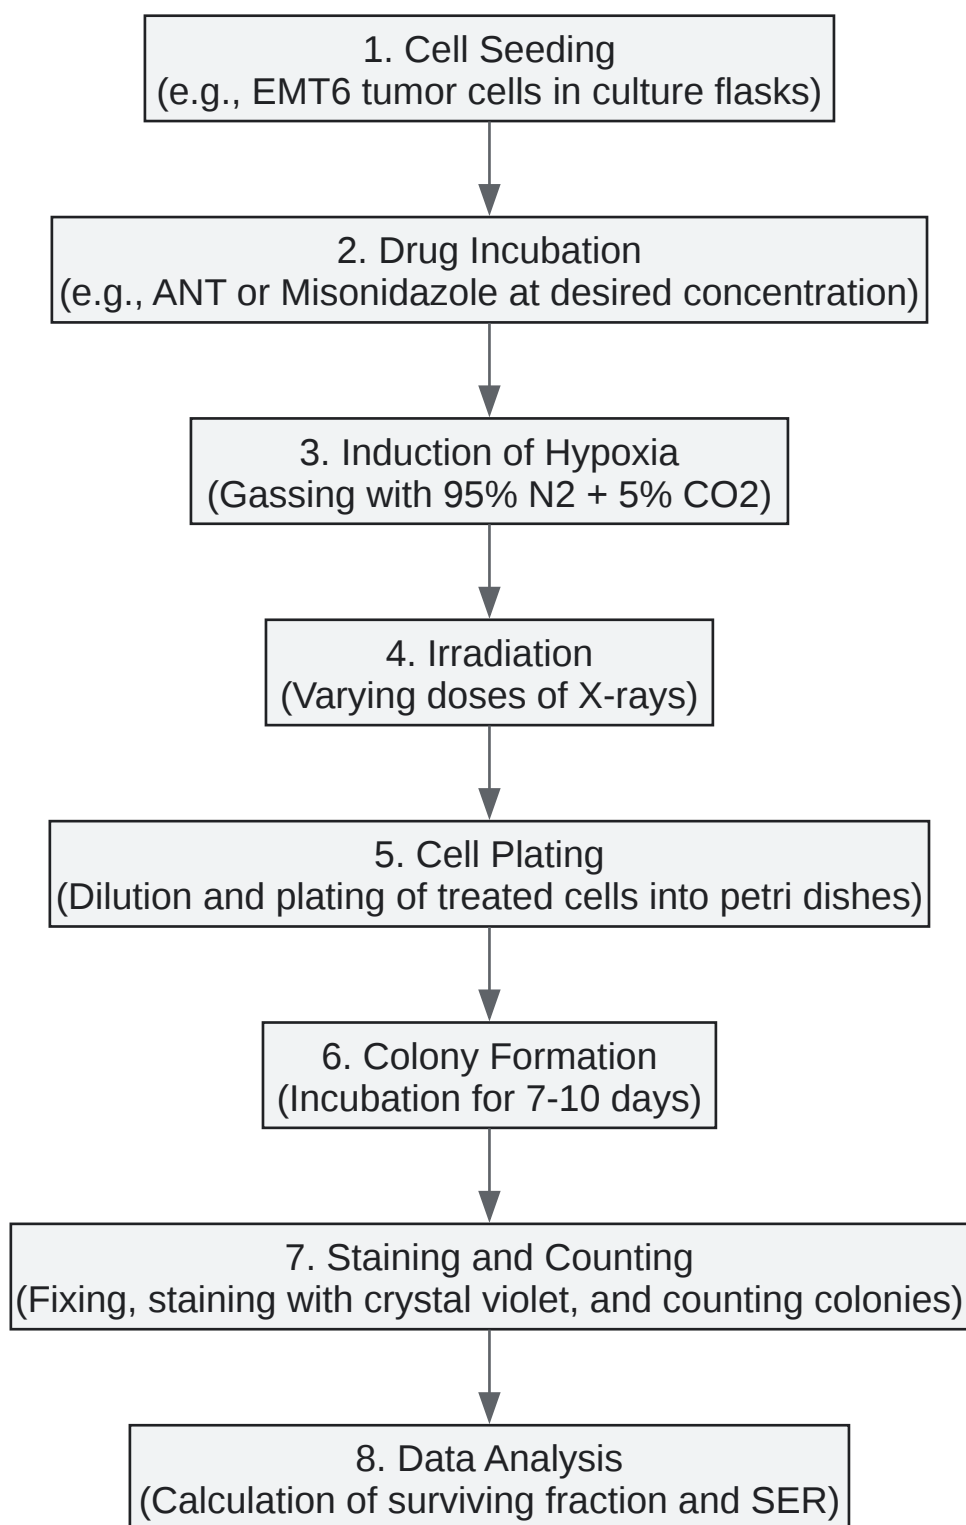 1. Cell Seeding
(e.g., EMT6 tumor cells in culture flasks)
2. Drug Incubation
(e.g., ANT or Misonidazole at desired concentration)
3. Induction of Hypoxia
(Gassing with 95% N2 + 5% CO2)
4. Irradiation
(Varying doses of X-rays)
5. Cell Plating
(Dilution and plating of treated cells into petri dishes)
6. Colony Formation
(Incubation for 7-10 days)
7. Staining and Counting
(Fixing, staining with crystal violet, and counting colonies)
8. Data Analysis
(Calculation of surviving fraction and SER)